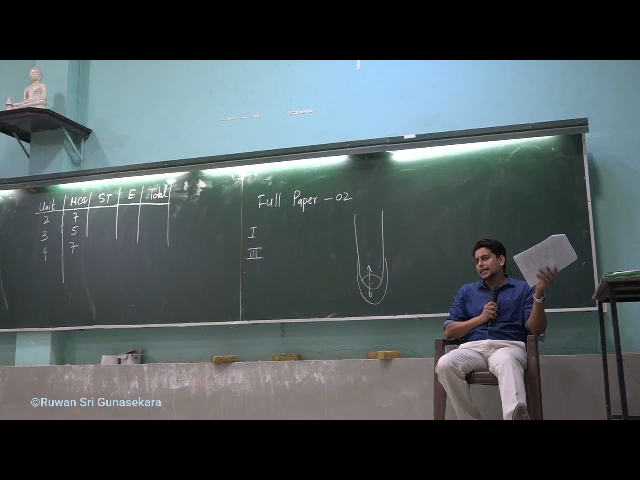 Unit MCQ ST E Total
2 7
3 5
4 7
Full Paper - 02
I
III
©Ruwan Sri Gunasekara